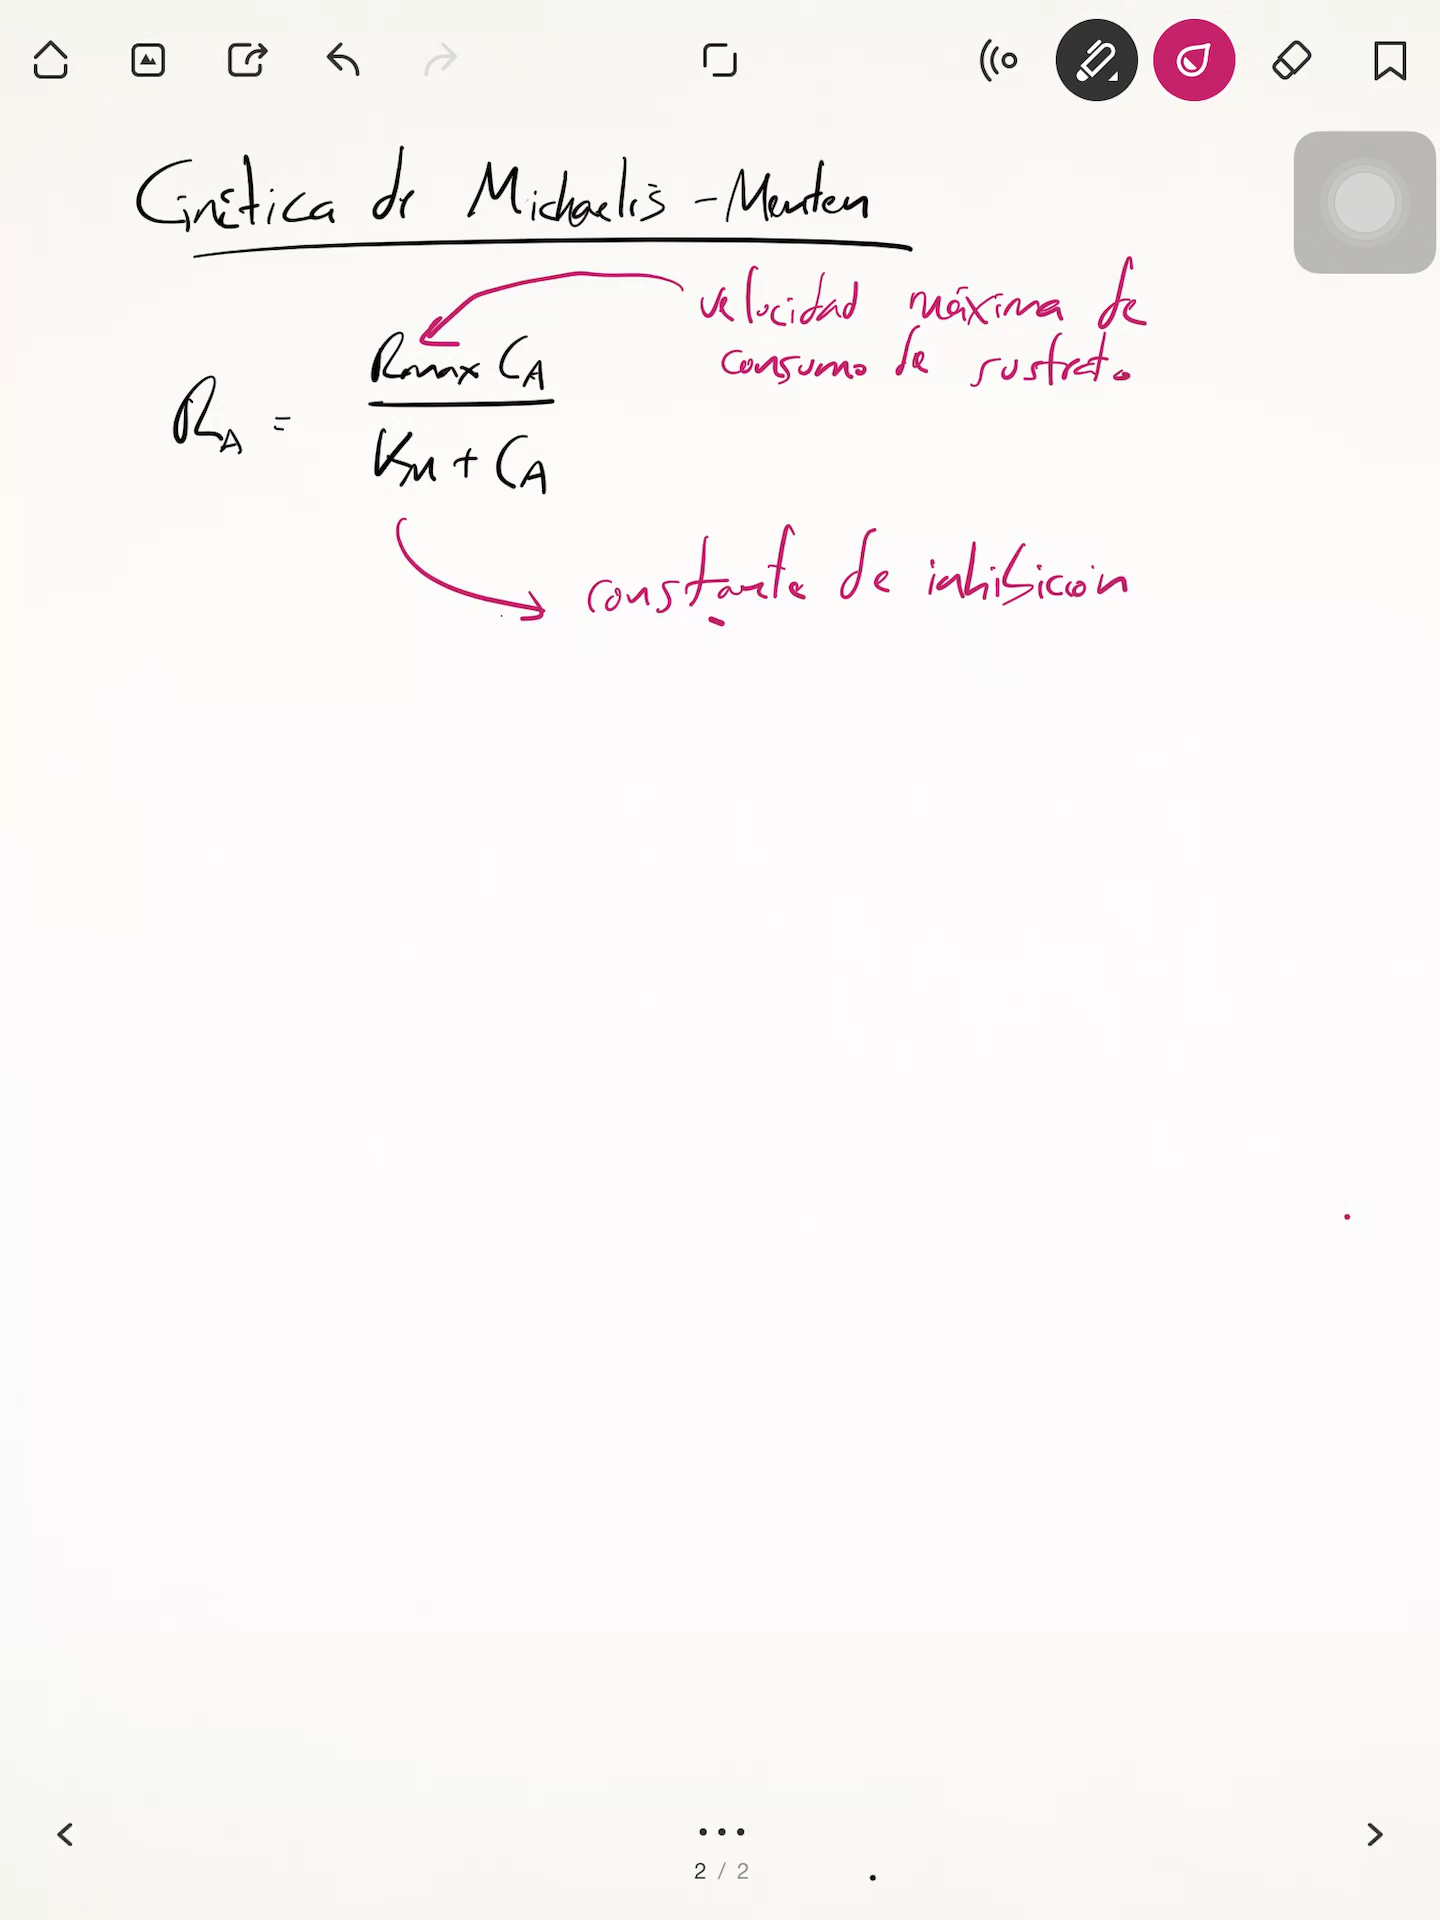 Cinética de Michaelis-Menten
velocidad máxima de
consumo de sustrato
Rmax CA
RA =
KM + CA
constante de inhibición
2 / 2